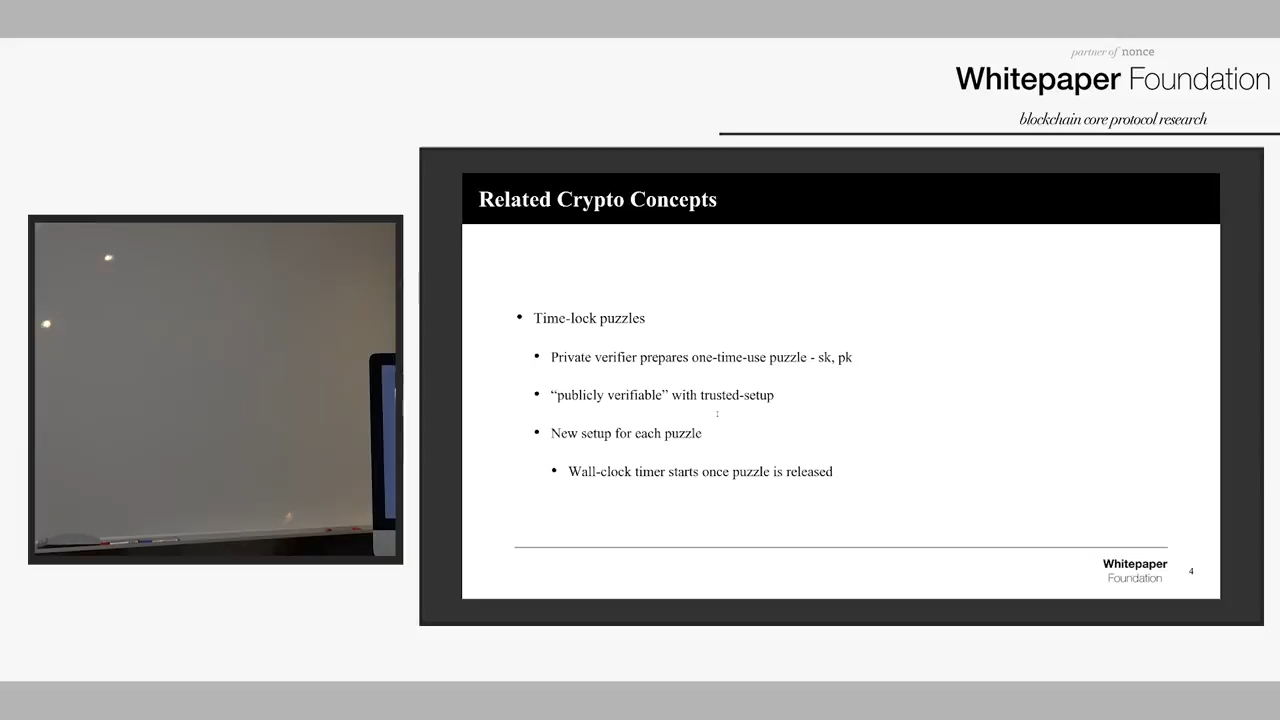 partner of nonce
Whitepaper Foundation
blockchain core protocol research
Related Crypto Concepts
• Time-lock puzzles
• Private verifier prepares one-time-use puzzle - sk, pk
• “publicly verifiable” with trusted-setup
• New setup for each puzzle
• Wall-clock timer starts once puzzle is released
Whitepaper
Foundation
4